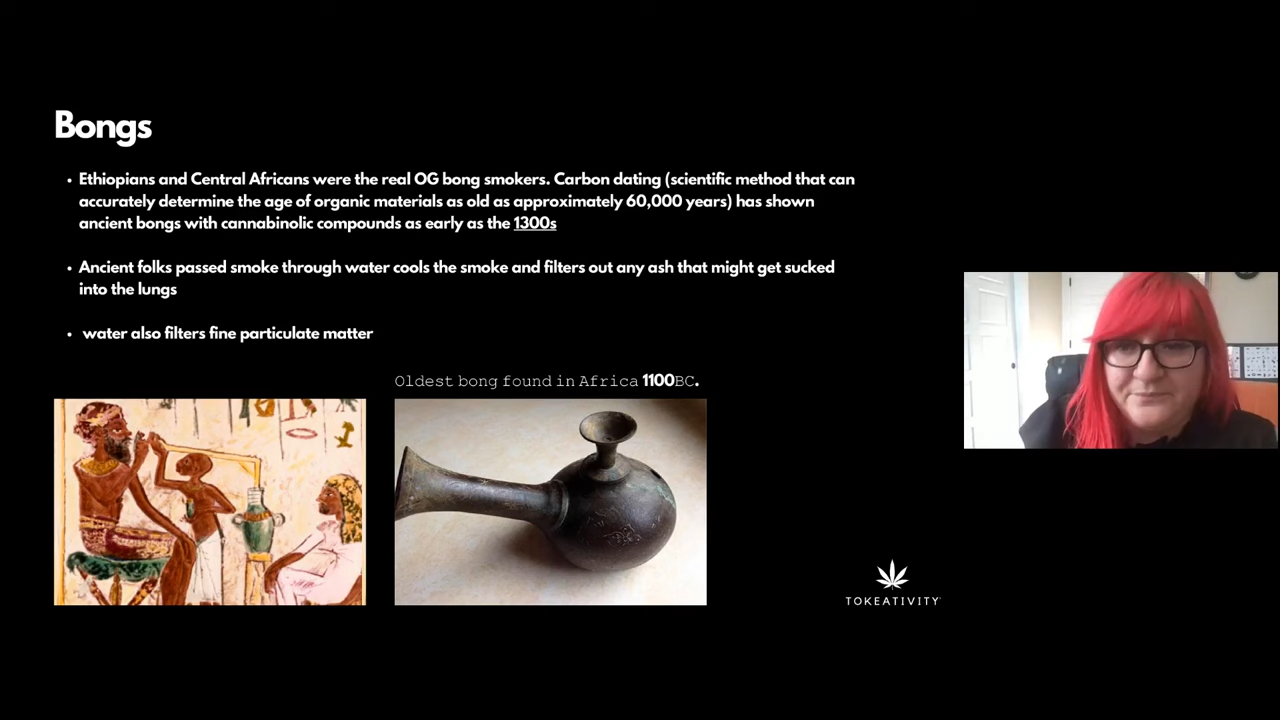 Bongs
• Ethiopians and Central Africans were the real OG bong smokers. Carbon dating (scientific method that can
accurately determine the age of organic materials as old as approximately 60,000 years) has shown
ancient bongs with cannabinolic compounds as early as the 1300s
• Ancient folks passed smoke through water cools the smoke and filters out any ash that might get sucked
into the lungs
• water also filters fine particulate matter
Oldest bong found in Africa 1100BC.
TOKEATIVITY